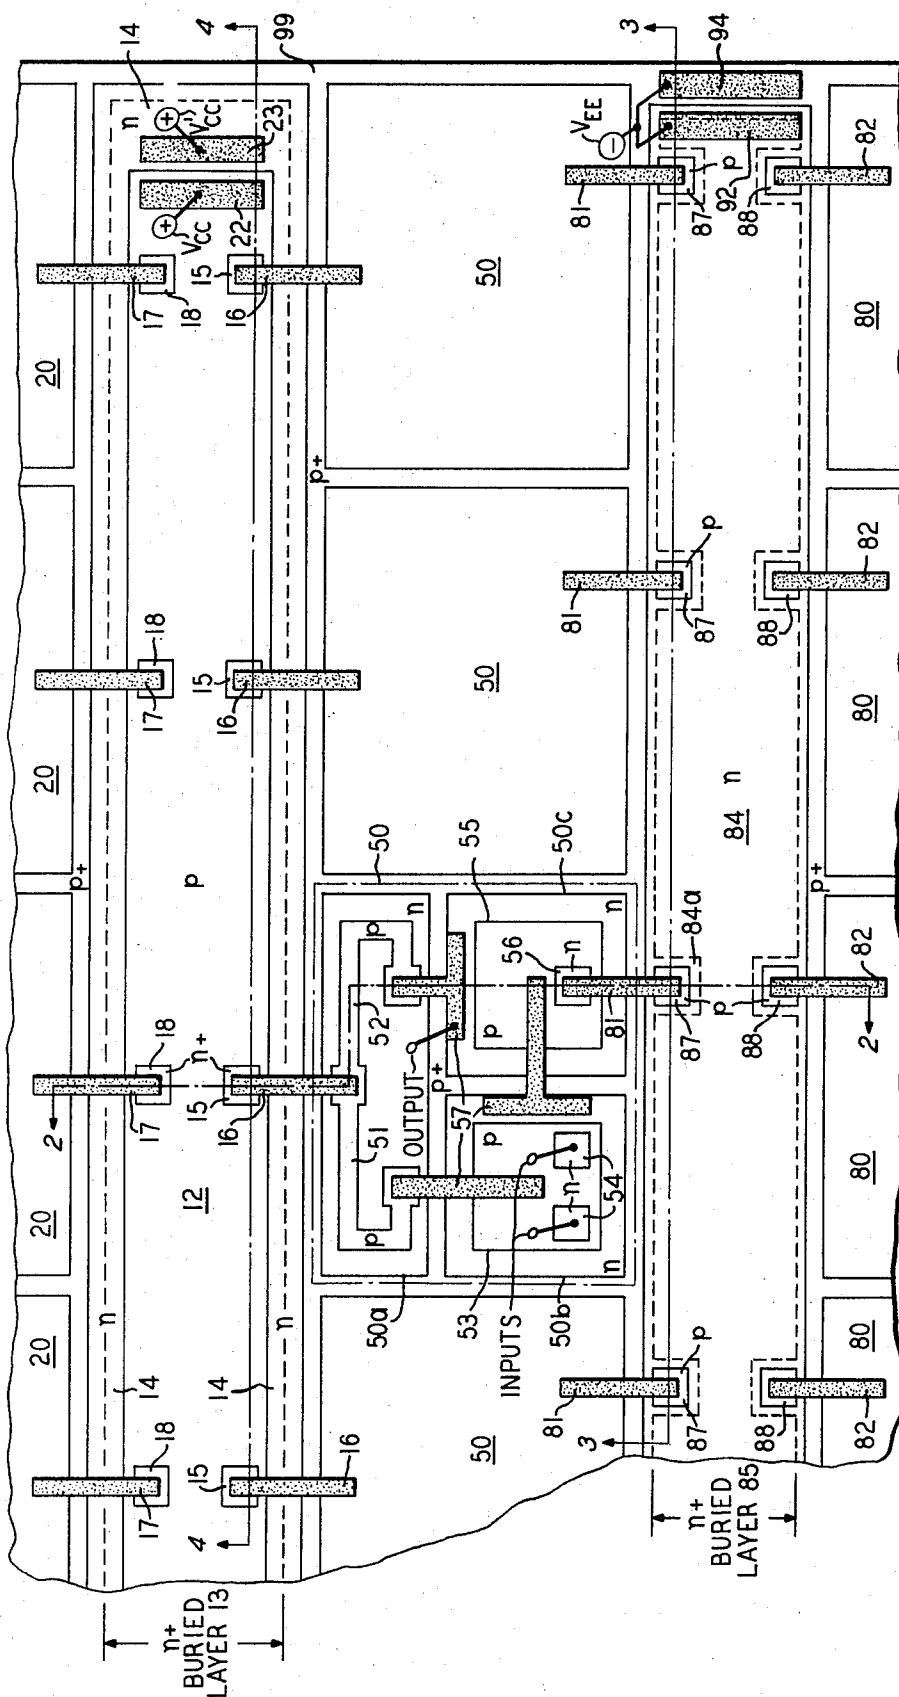 4
99
14
n
VCC
23
VCC
22
20
17
18
15
16
50
3
94
VEE
81
p
92
87
88
82
80
p+
20
17
18
15
16
50
81
p
87
88
82
80
n
84
p+
p
50
55
50c
p+
20
2
17
18
n+
15
16
12
p
n
52
51
OUTPUT
p+
57
56
n
p
81
n
84a
87
p
88
82
2
80
p
p
n
54
INPUTS
53
n
50a
50b
20
n
14
n
14
17
18
15
16
4
50
81
3
p
87
88
82
80
n+
BURIED
LAYER 13
n+
BURIED
LAYER 85